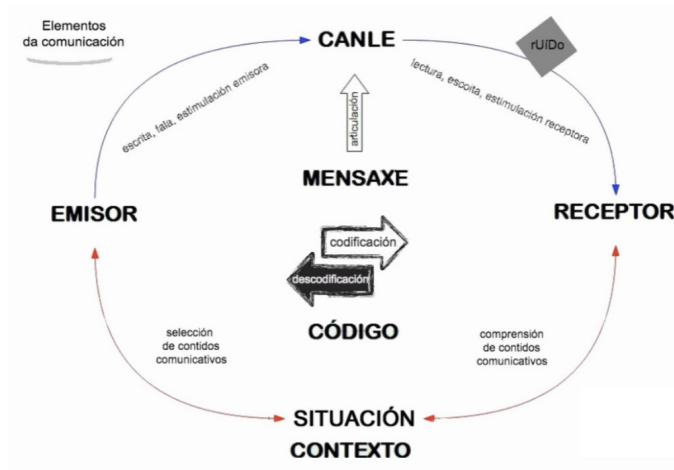 Elementos
da comunicación
CANLE
rUíDo
escrita, fala, estimulación emisora
lectura, escoita, estimulación receptora
articulación
MENSAXE
EMISOR
RECEPTOR
codificación
descodificación
CÓDIGO
selección
de contidos
comunicativos
comprensión
de contidos
comunicativos
SITUACIÓN
CONTEXTO